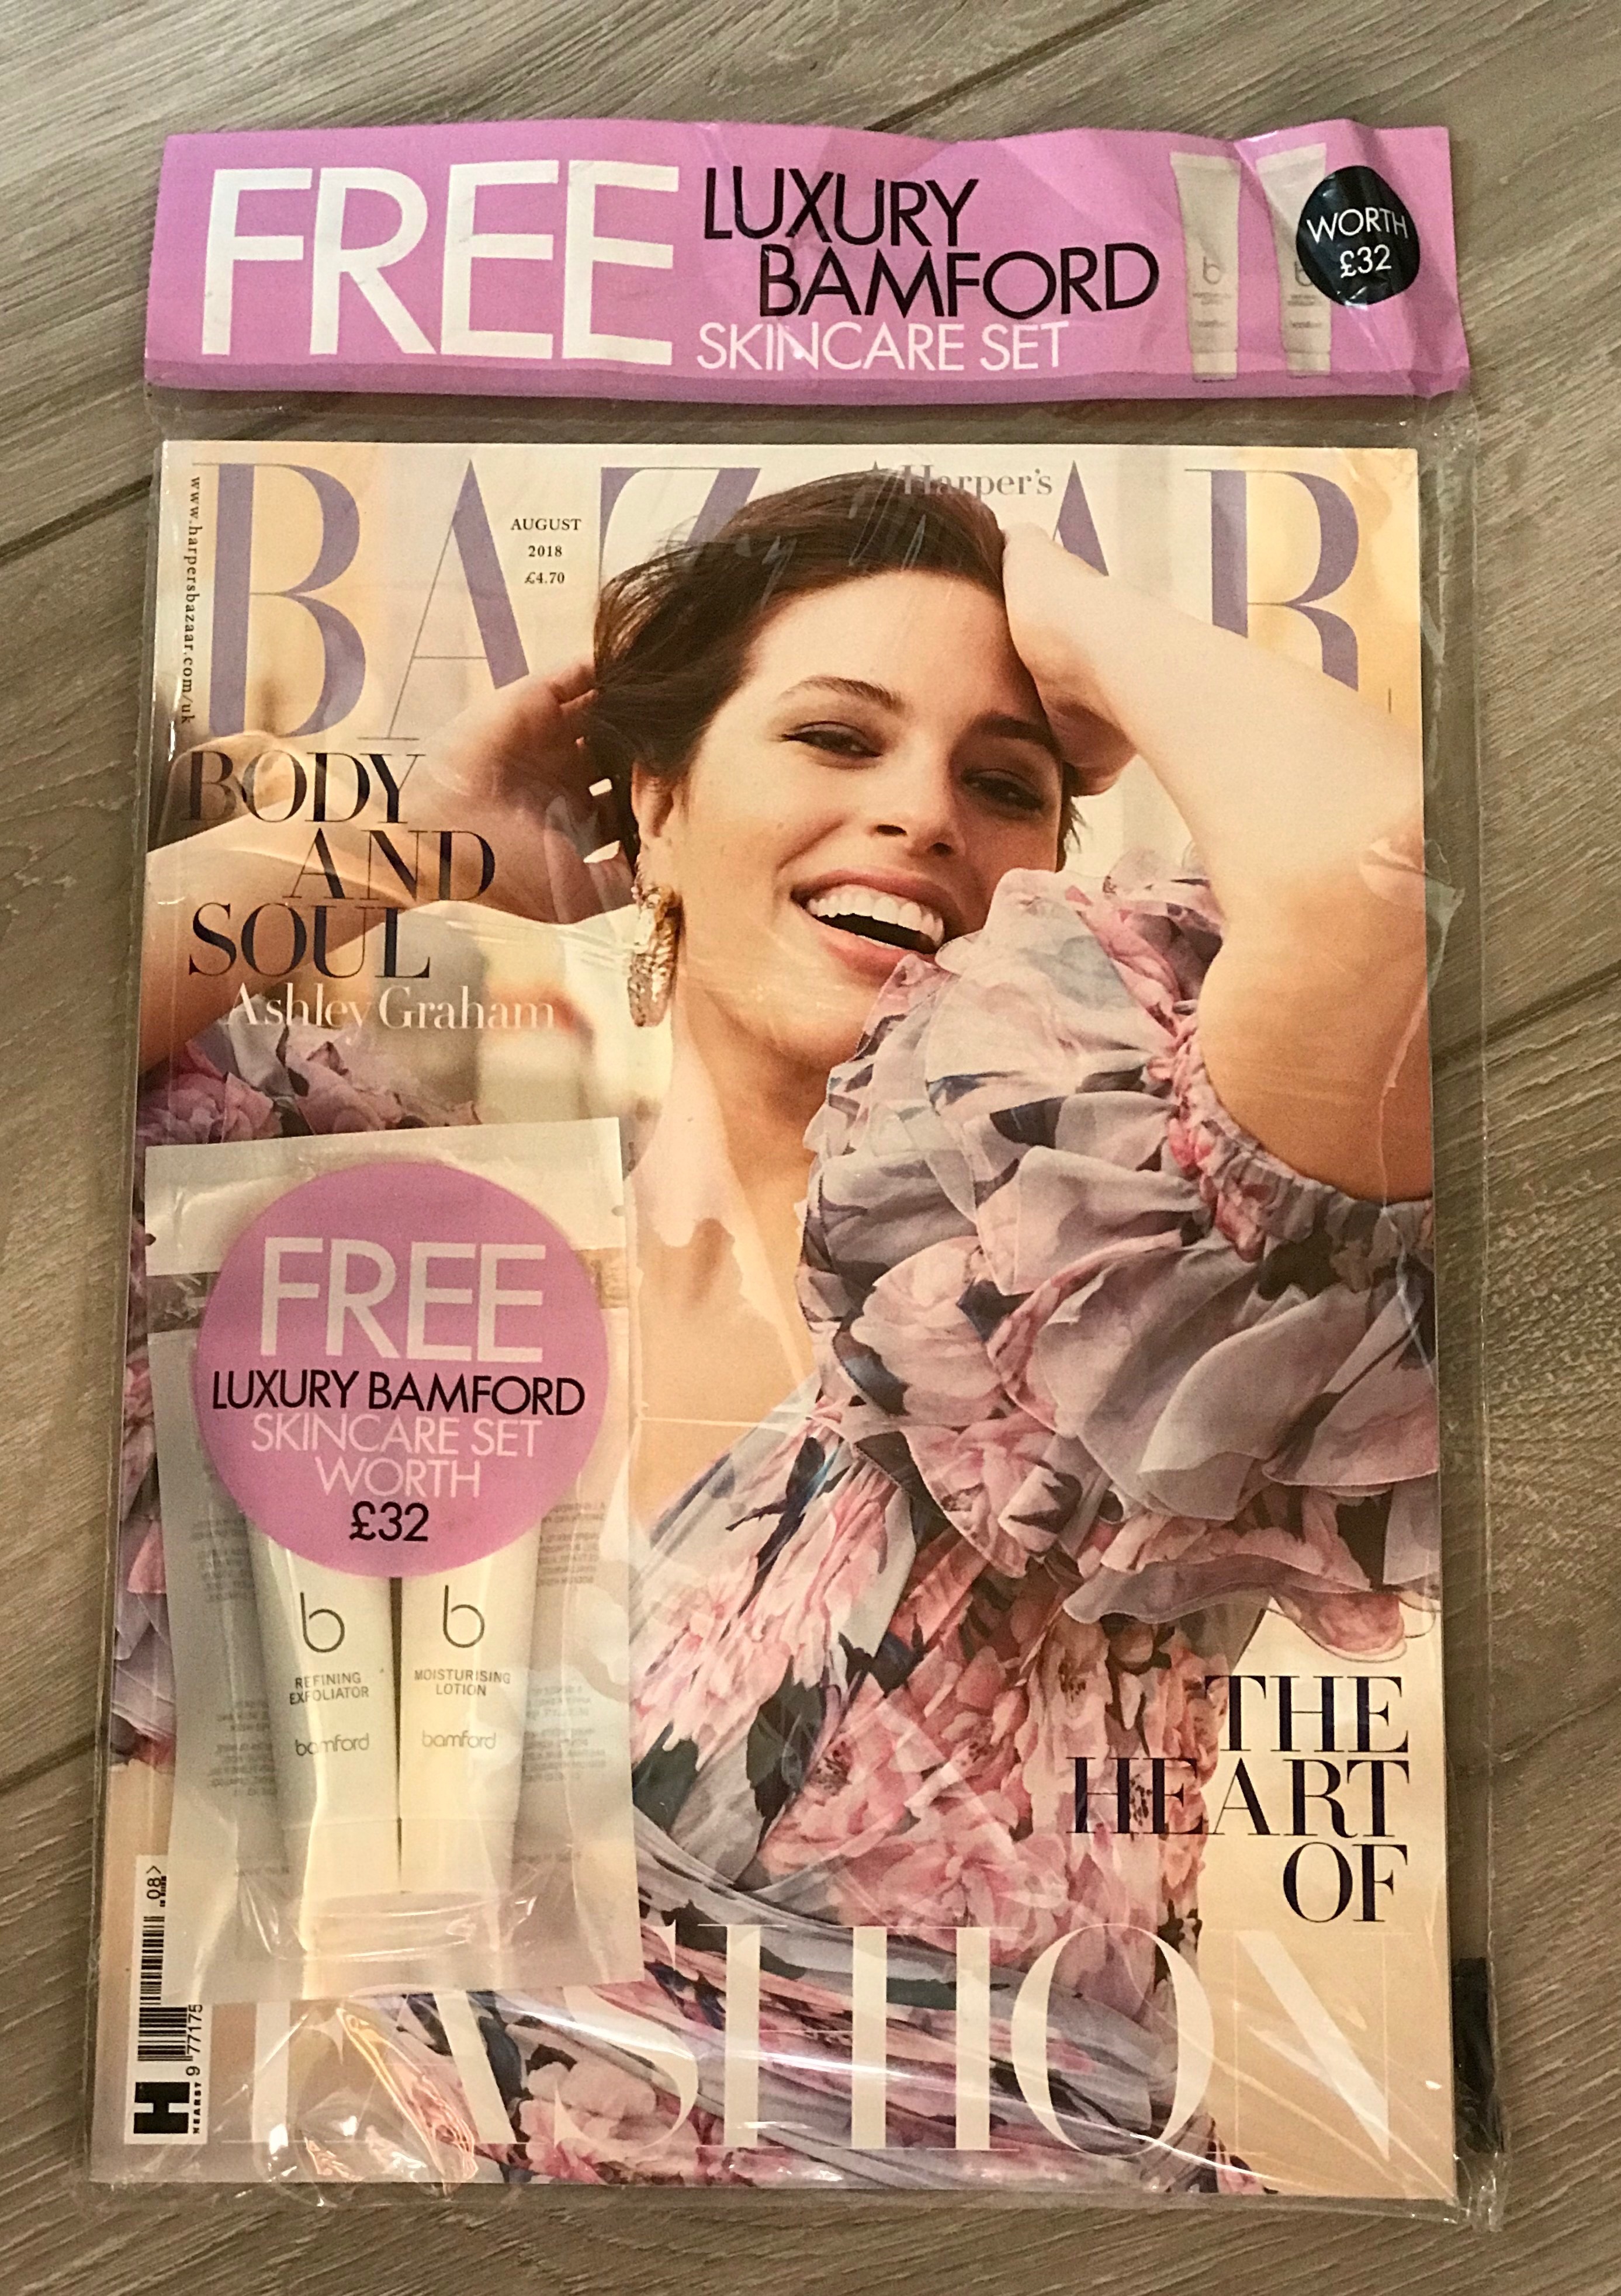 FREE
LUXURY
BAMFORD
SKINCARE SET
WORTH
£32
Harper's
BAZAAR
AUGUST
2018
£4.70
www.harpersbazaar.com/uk
BODY
AND
SOUL
Ashley Graham
FREE
LUXURY BAMFORD
SKINCARE SET
WORTH
£32
b
REFINING
EXFOLIATOR
bamford
b
MOISTURISING
LOTION
bamford
THE
HEART
OF
FASHION
08>
9 77175
H
HEARST